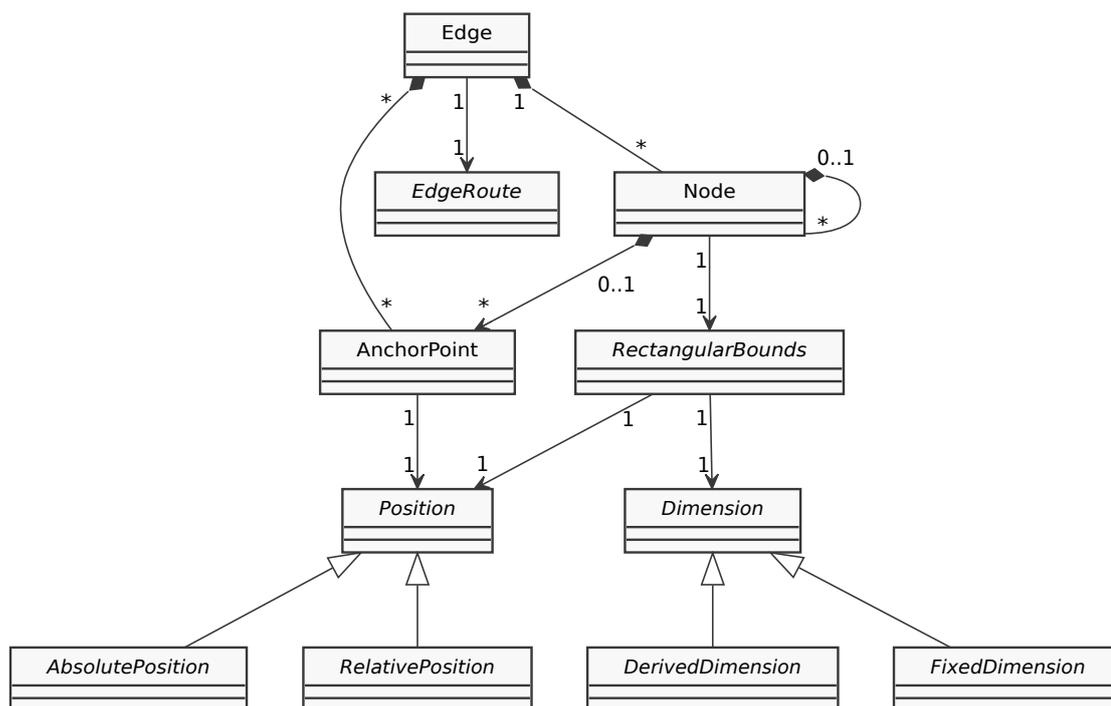 Edge
* 1 1
1 *
EdgeRoute
Node
0..1
*
0..1
* * 1
1
AnchorPoint
RectangularBounds
1 1 1
1 1 1
Position
Dimension
AbsolutePosition
RelativePosition
DerivedDimension
FixedDimension